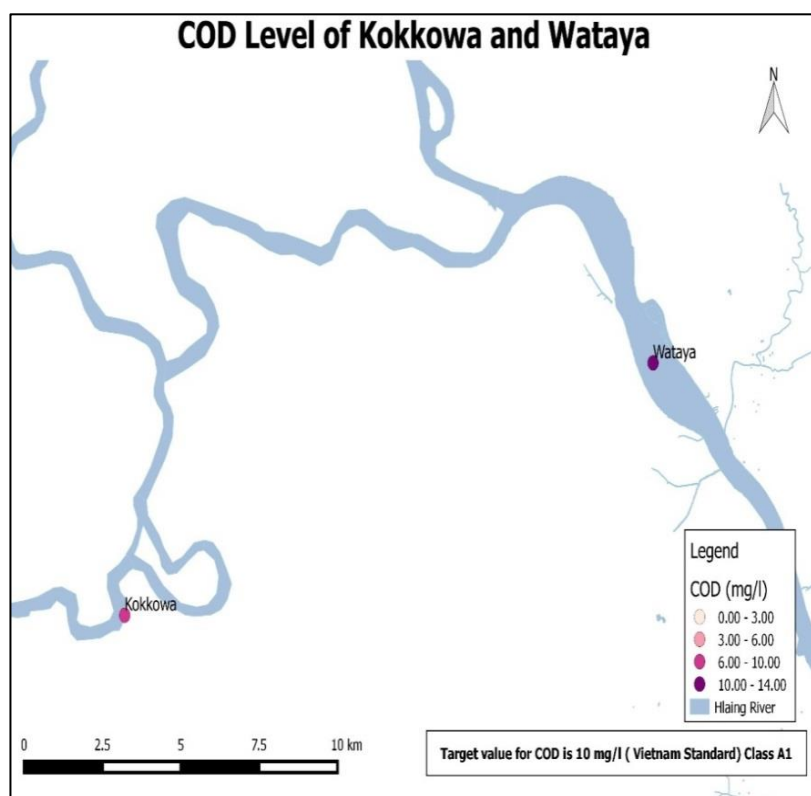 COD Level of Kokkowa and Wataya
N
Wataya
Kokkowa
Legend
COD (mg/l)
0.00 - 3.00
3.00 - 6.00
6.00 - 10.00
10.00 - 14.00
Hlaing River
0 2.5 5 7.5 10 km
Target value for COD is 10 mg/l ( Vietnam Standard) Class A1